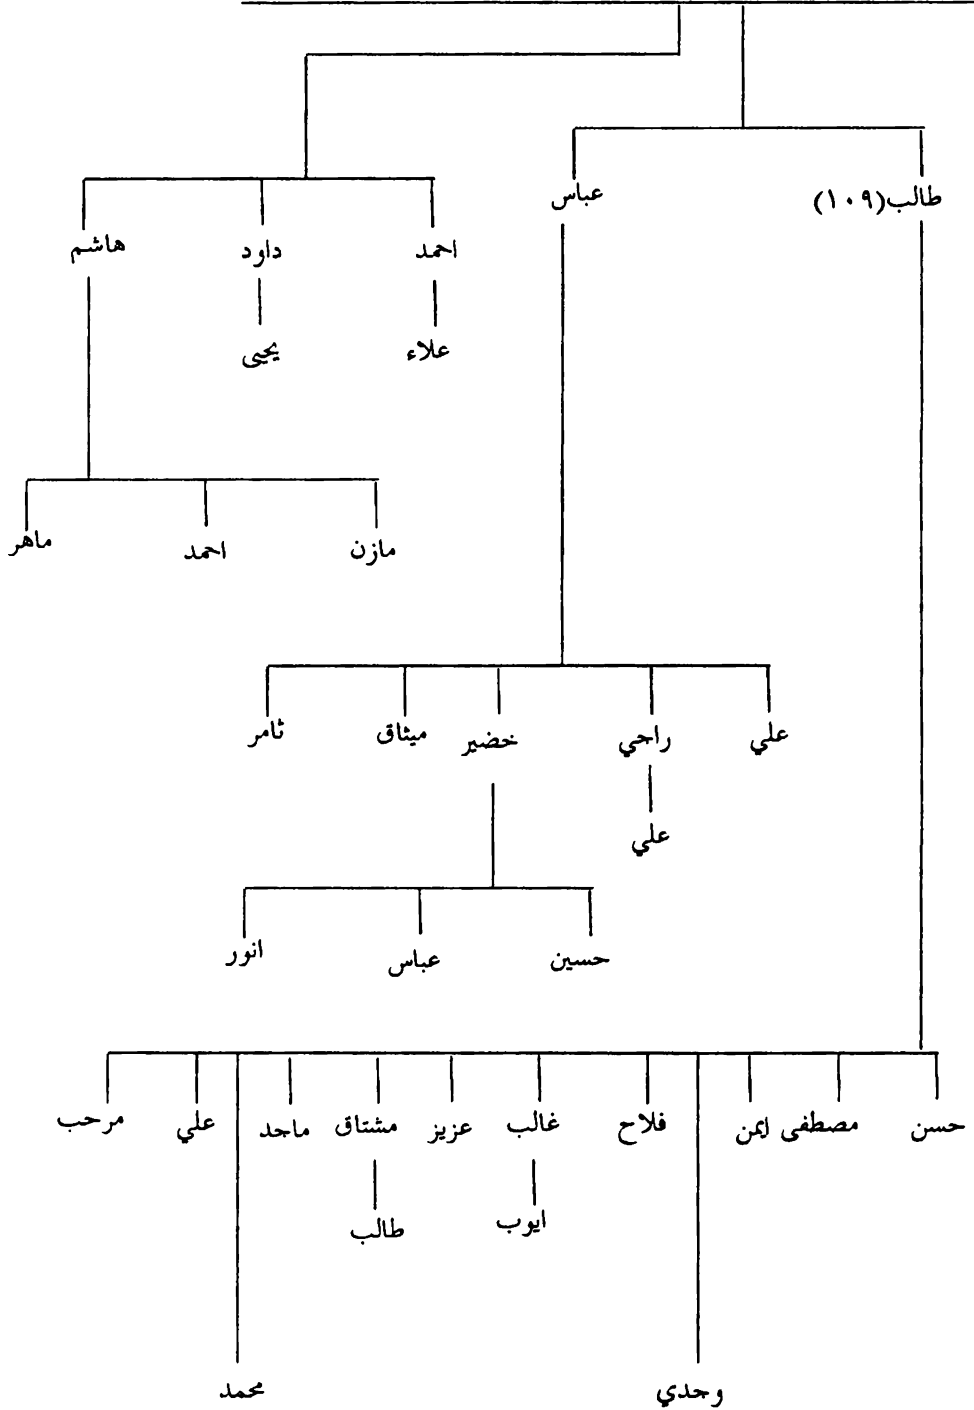 طالب (١٠٩) عباس
احمد داود هاشم
علاء يحيى
مازن احمد ماهر
علي راجي خضير ميثاق ثامر
علي
حسين عباس انور
حسن مصطفى ايمن فلاح غالب عزيز مشتاق ماجد علي مرحب
ايوب طالب
وجدي محمد